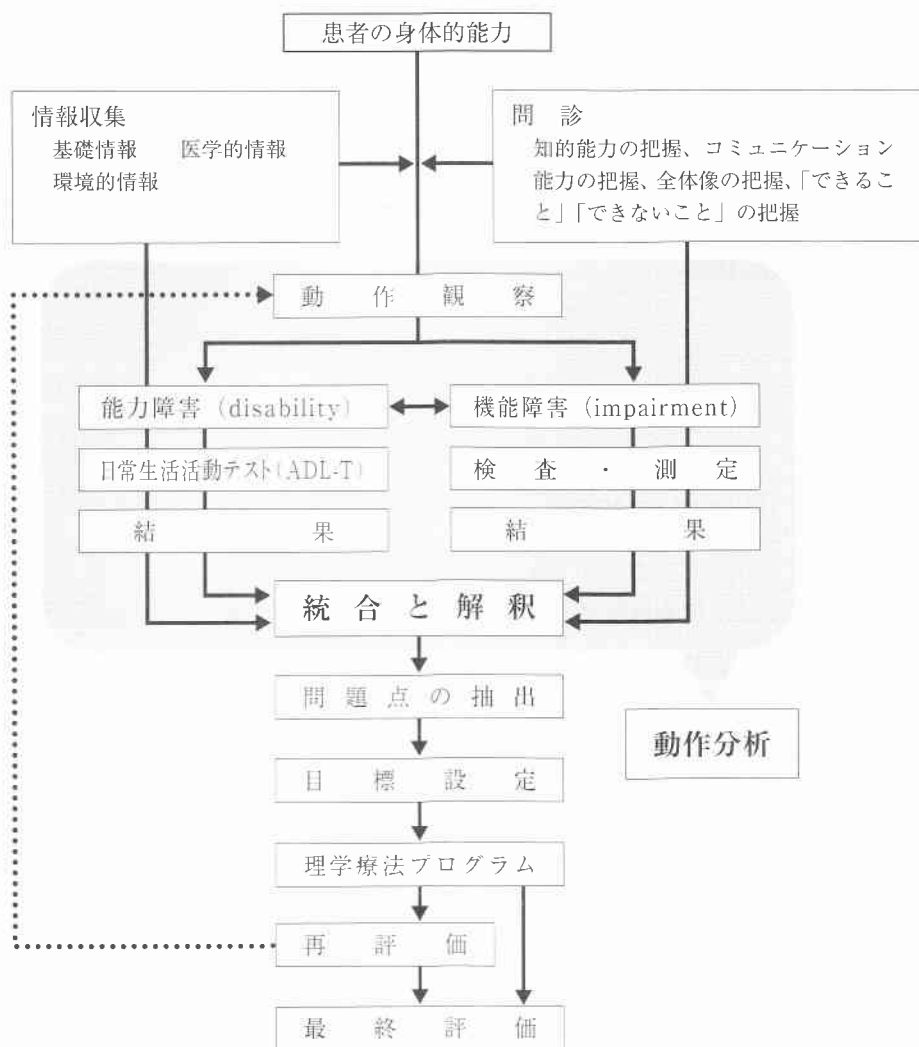 患者の身体的能力
情報収集
基礎情報 医学的情報
環境的情報
問 診
知的能力の把握、コミュニケーション
能力の把握、全体像の把握、「できるこ
と」「できないこと」の把握
動 作 観 察
能力障害(disability)
機能障害(impairment)
日常生活活動テスト(ADL-T)
検 査 ・ 測 定
結 果
結 果
統 合 と 解 釈
問 題 点 の 抽 出
動作分析
目 標 設 定
理学療法プログラム
再 評 価
最 終 評 価